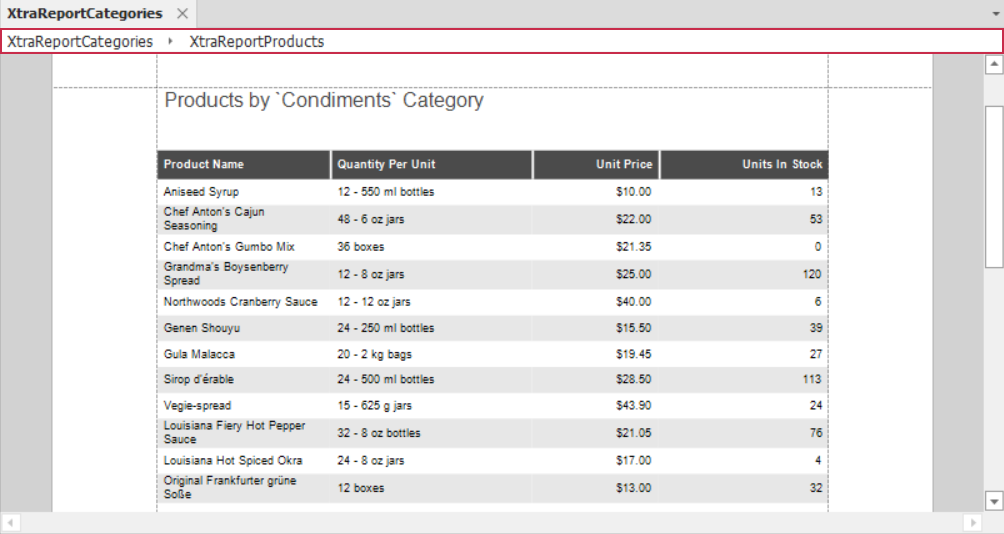 XtraReportCategories
XtraReportCategories XtraReportProducts
Products by `Condiments` Category
Product Name Quantity Per Unit Unit Price Units In Stock
Aniseed Syrup 12 - 550 ml bottles $10.00 13
Chef Anton's Cajun
Seasoning 48 - 6 oz jars $22.00 53
Chef Anton's Gumbo Mix 36 boxes $21.35 0
Grandma's Boysenberry
Spread 12 - 8 oz jars $25.00 120
Northwoods Cranberry Sauce 12 - 12 oz jars $40.00 6
Genen Shouyu 24 - 250 ml bottles $15.50 39
Gula Malacca 20 - 2 kg bags $19.45 27
Sirop d'érable 24 - 500 ml bottles $28.50 113
Vegie-spread 15 - 625 g jars $43.90 24
Louisiana Fiery Hot Pepper
Sauce 32 - 8 oz bottles $21.05 76
Louisiana Hot Spiced Okra 24 - 8 oz jars $17.00 4
Original Frankfurter grüne
Soße 12 boxes $13.00 32